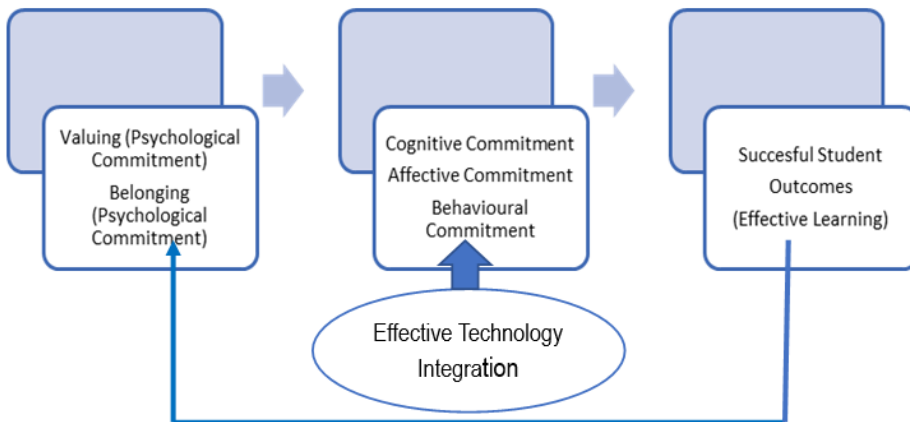 Valuing (Psychological
Commitment)
Belonging
(Psychological
Commitment)
Cognitive Commitment
Affective Commitment
Behavioural
Commitment
Succesful Student
Outcomes
(Effective Learning)
Effective Technology
Integration